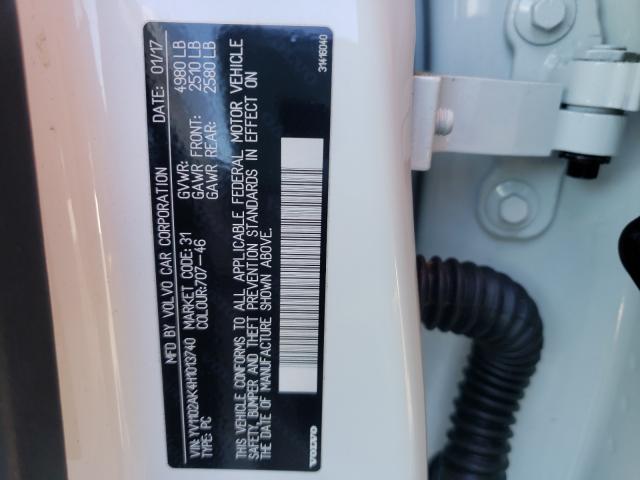 MFD BY VOLVO CAR CORPORATION DATE: 01/17
GVWR: 4980 LB
GAWR FRONT: 2510 LB
GAWR REAR: 2580 LB
VIN: YV1102AK4H1013740 MARKET CODE: 31
TYPE: PC COLOUR:707-46
THIS VEHICLE CONFORMS TO ALL APPLICABLE FEDERAL MOTOR VEHICLE
SAFETY, BUMPER AND THEFT PREVENTION STANDARDS IN EFFECT ON
DATE OF MANUFACTURE SHOWN ABOVE.
VOLVO 31416040